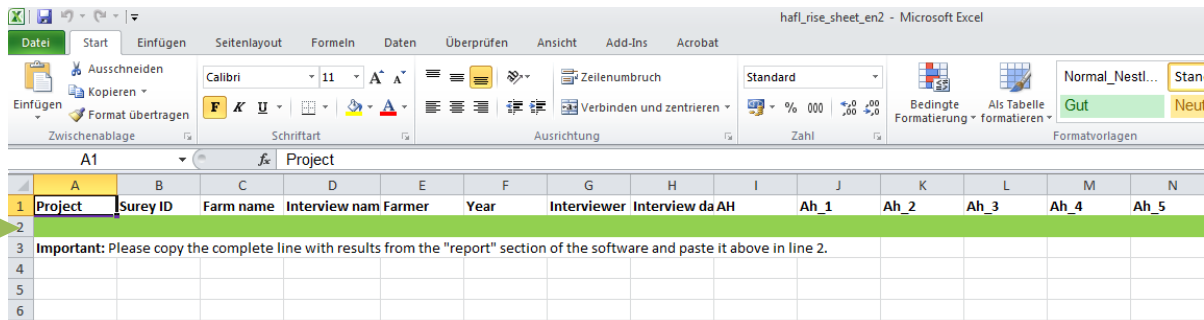 hafl_rise_sheet_en2 - Microsoft Excel
Datei Start Einfügen Seitenlayout Formeln Daten Überprüfen Ansicht Add-Ins Acrobat
Einfügen
Ausschneiden
Kopieren
Format übertragen
Zwischenablage
Calibri 11 A A
F K U A
Schriftart
Zeilenumbruch
Verbinden und zentrieren
Ausrichtung
Standard
% 000 ,00 ,00
Zahl
Bedingte Formatierung
Als Tabelle formatieren
Normal_Nestl... Stan
Gut Neut
Formatvorlagen
A1 fx Project
A B C D E F G H I J K L M N
1 Project Surey ID Farm name Interview nam Farmer Year Interviewer Interview da AH Ah_1 Ah_2 Ah_3 Ah_4 Ah_5
2
3 Important: Please copy the complete line with results from the "report" section of the software and paste it above in line 2.
4
5
6